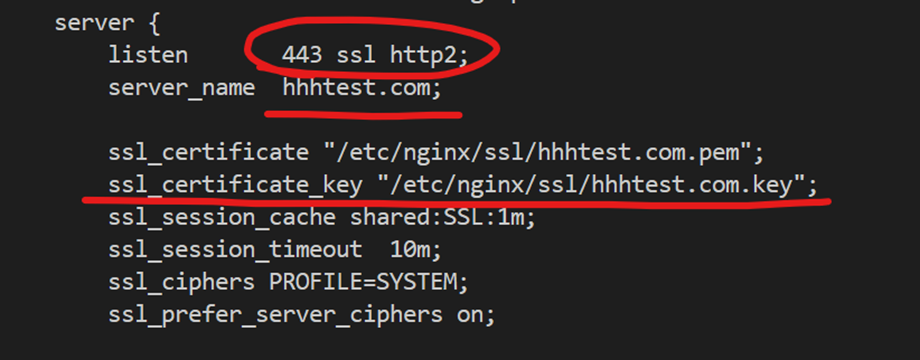 server {
listen 443 ssl http2;
server_name hhhtest.com;
ssl_certificate "/etc/nginx/ssl/hhhtest.com.pem";
ssl_certificate_key "/etc/nginx/ssl/hhhtest.com.key";
ssl_session_cache shared:SSL:1m;
ssl_session_timeout 10m;
ssl_ciphers PROFILE=SYSTEM;
ssl_prefer_server_ciphers on;